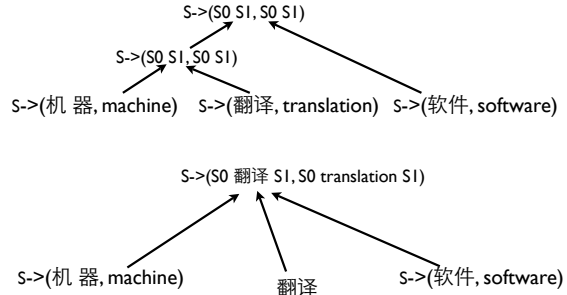 S->(S0 S1, S0 S1)
S->(S0 S1, S0 S1)
S->(机 器, machine) S->(翻译, translation) S->(软件, software)
S->(S0 翻译 S1, S0 translation S1)
S->(机 器, machine) 翻译 S->(软件, software)